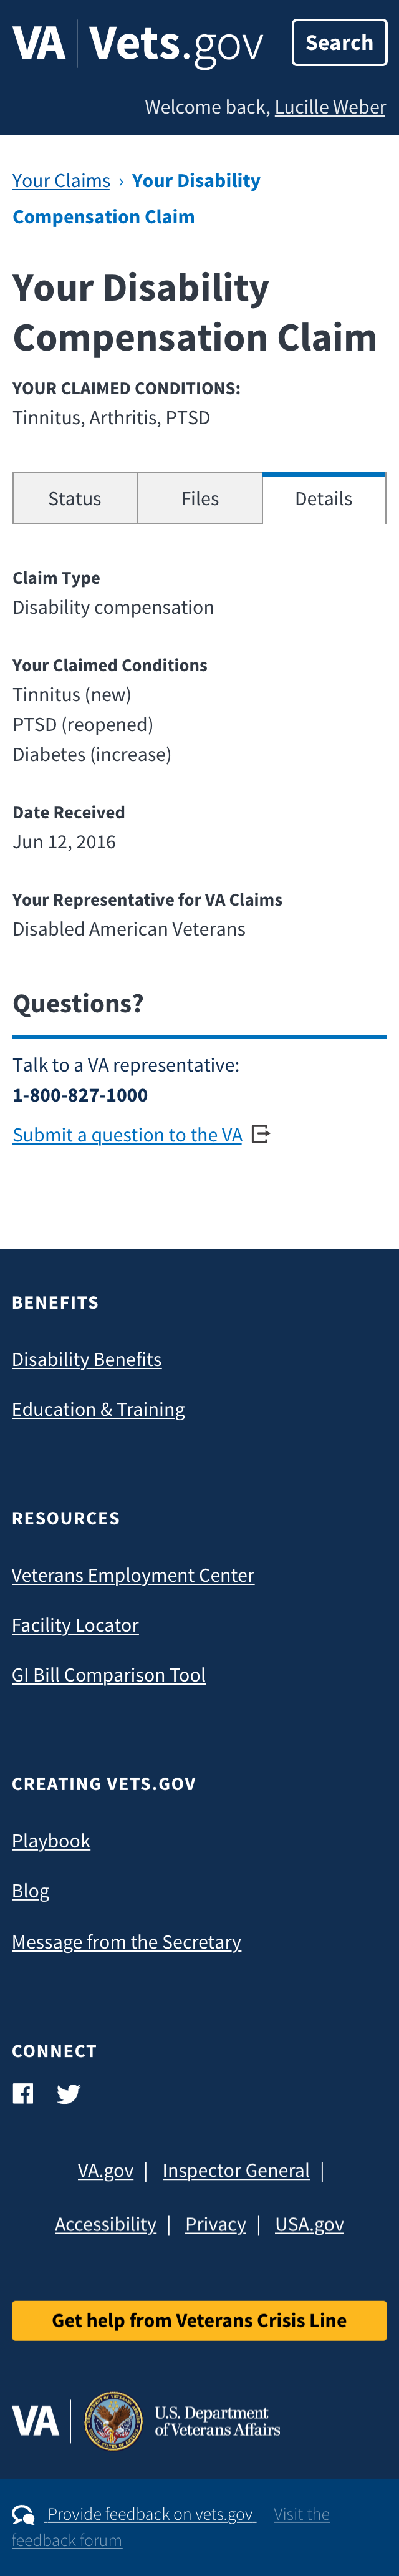 VA | Vets.gov
Search
Welcome back, Lucille Weber
Your Claims › Your Disability
Compensation Claim
Your Disability
Compensation Claim
YOUR CLAIMED CONDITIONS:
Tinnitus, Arthritis, PTSD
Status
Files
Details
Claim Type
Disability compensation
Your Claimed Conditions
Tinnitus (new)
PTSD (reopened)
Diabetes (increase)
Date Received
Jun 12, 2016
Your Representative for VA Claims
Disabled American Veterans
Questions?
Talk to a VA representative:
1-800-827-1000
Submit a question to the VA
BENEFITS
Disability Benefits
Education & Training
RESOURCES
Veterans Employment Center
Facility Locator
GI Bill Comparison Tool
CREATING VETS.GOV
Playbook
Blog
Message from the Secretary
CONNECT
VA.gov | Inspector General |
Accessibility | Privacy | USA.gov
Get help from Veterans Crisis Line
VA
U.S. Department
of Veterans Affairs
Provide feedback on vets.gov Visit the
feedback forum